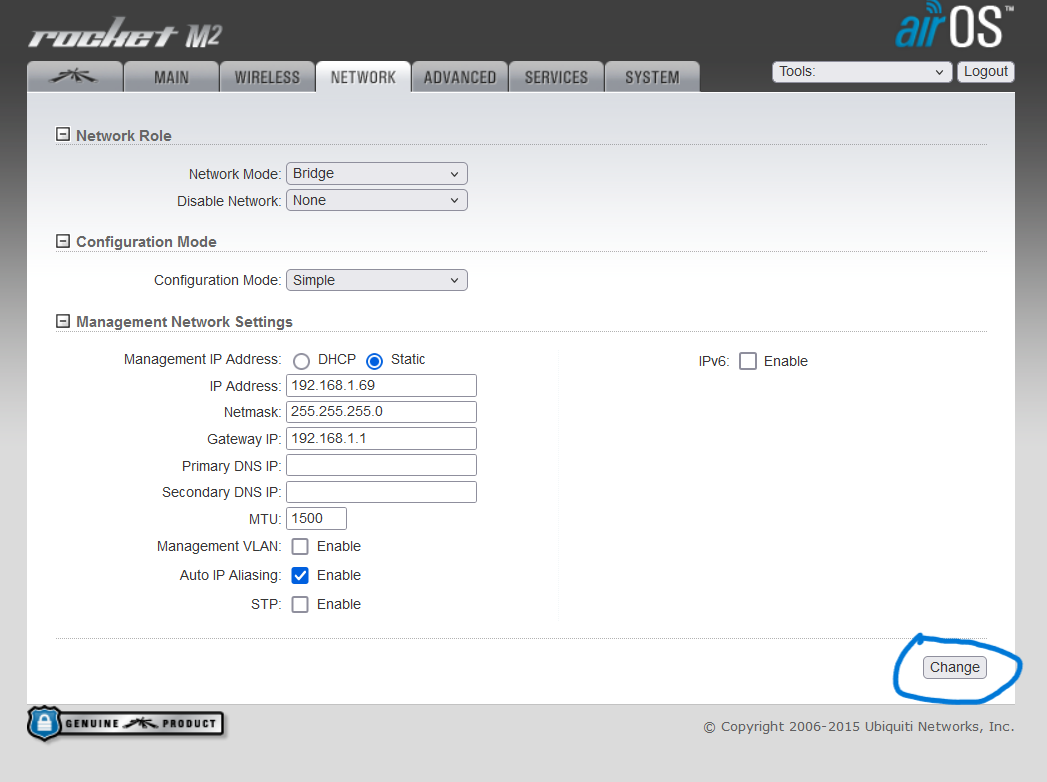 rocket M2
airOS™
MAIN WIRELESS NETWORK ADVANCED SERVICES SYSTEM
Tools: Logout
Network Role
Network Mode: Bridge
Disable Network: None
Configuration Mode
Configuration Mode: Simple
Management Network Settings
Management IP Address: DHCP Static
IPv6: Enable
IP Address: 192.168.1.69
Netmask: 255.255.255.0
Gateway IP: 192.168.1.1
Primary DNS IP:
Secondary DNS IP:
MTU: 1500
Management VLAN: Enable
Auto IP Aliasing: Enable
STP: Enable
Change
GENUINE PRODUCT
© Copyright 2006-2015 Ubiquiti Networks, Inc.